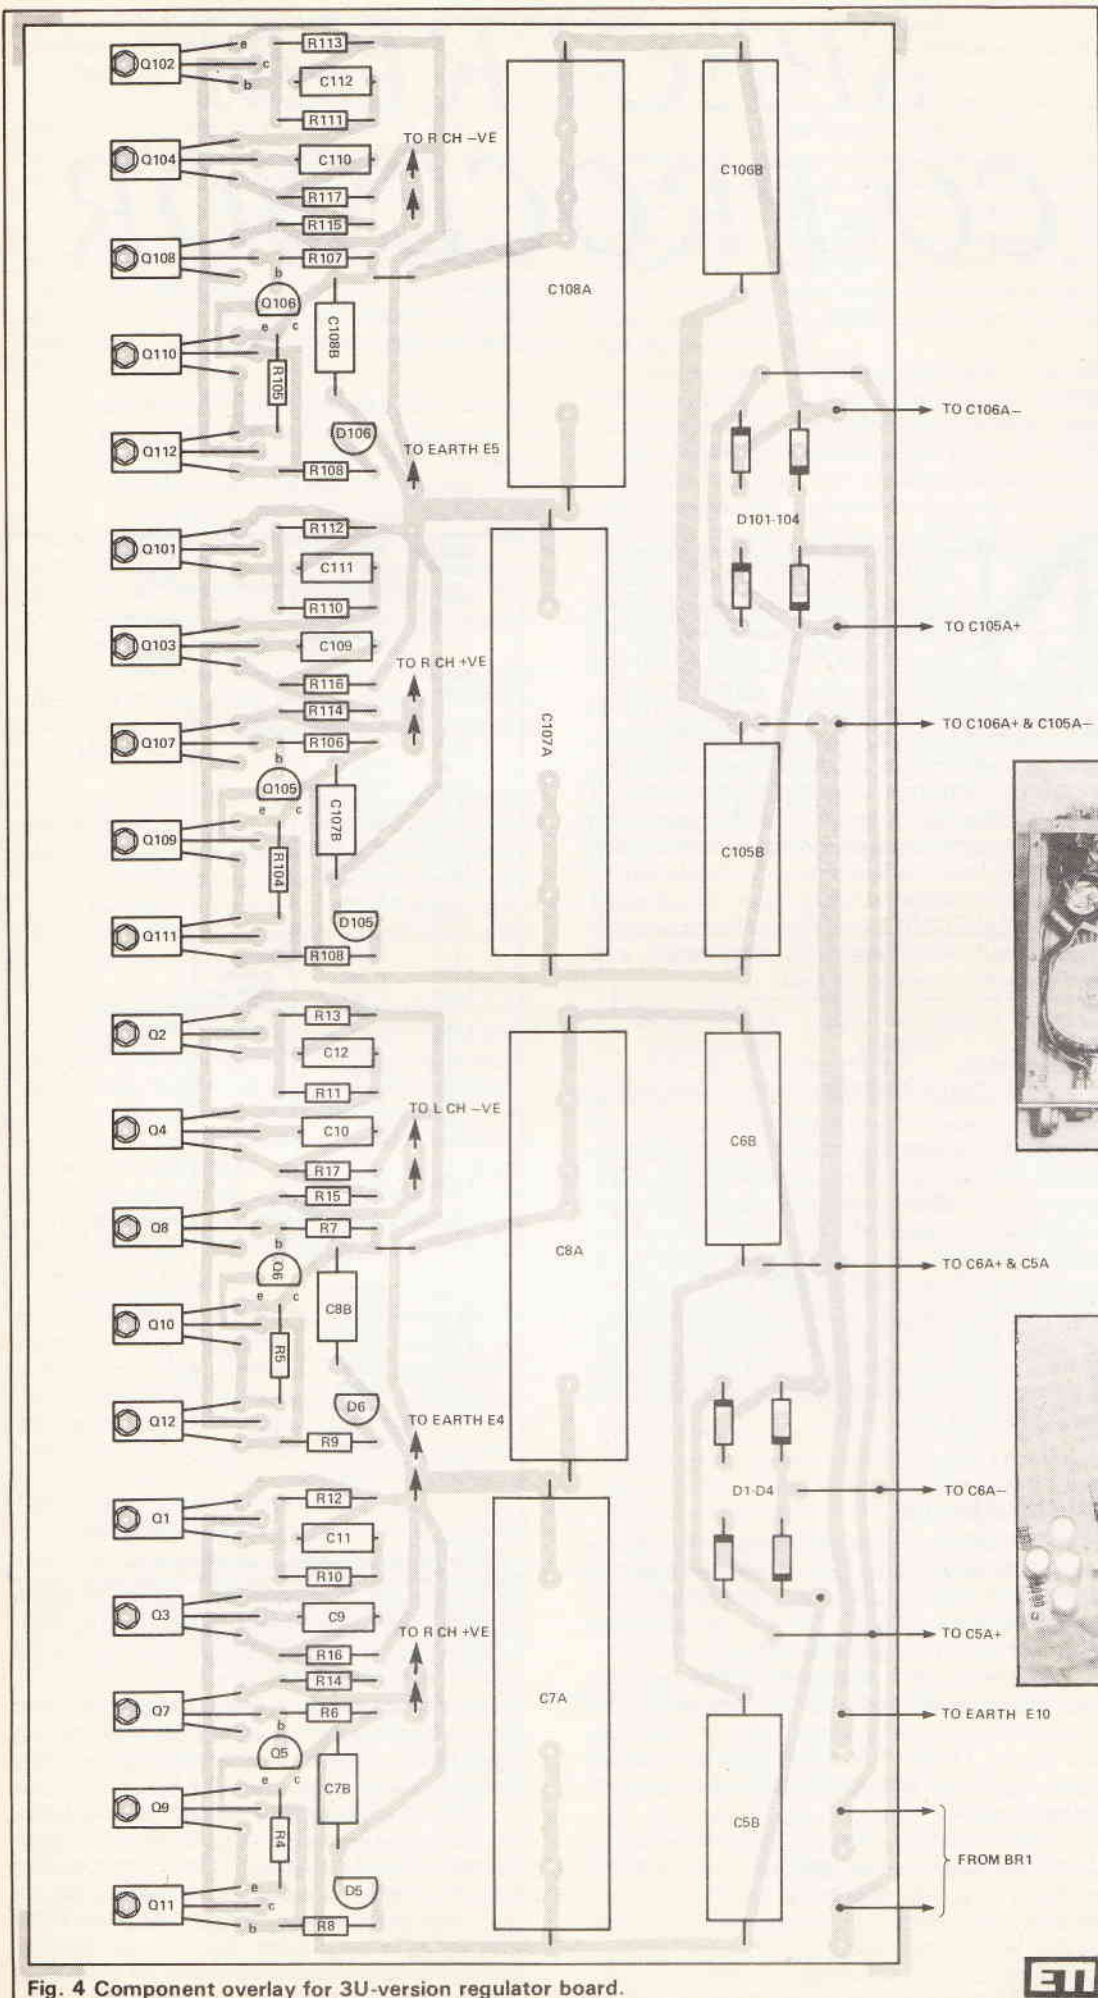 e
Q102
c
b
R113
C112
R111
TO R CH –VE
Q104
C110
R117
R115
Q108
R107
b
Q106
e c
C108B
Q110
R105
D106
Q112
R108
TO EARTH E5
C108A
C106B
TO C106A–
D101-104
TO C105A+
TO C106A+ & C105A–
Q101
R112
C111
R110
Q103
C109
TO R CH +VE
R116
R114
Q107
R106
b
Q105
e c
C107B
Q109
R104
D105
Q111
R108
C107A
C105B
Q2
R13
C12
R11
TO L CH –VE
Q4
C10
R17
R15
Q8
R7
b
Q6
e c
C8B
Q10
R5
D6
Q12
R9
TO EARTH E4
C8A
C6B
TO C6A+ & C5A
D1-D4
TO C6A–
TO C5A+
Q1
R12
C11
R10
Q3
C9
TO R CH +VE
R16
R14
Q7
R6
b
Q5
e c
C7B
Q9
R4
D5
e
Q11
c
b
R8
C7A
C5B
TO EARTH E10
FROM BR1
Fig. 4 Component overlay for 3U-version regulator board.
ETI